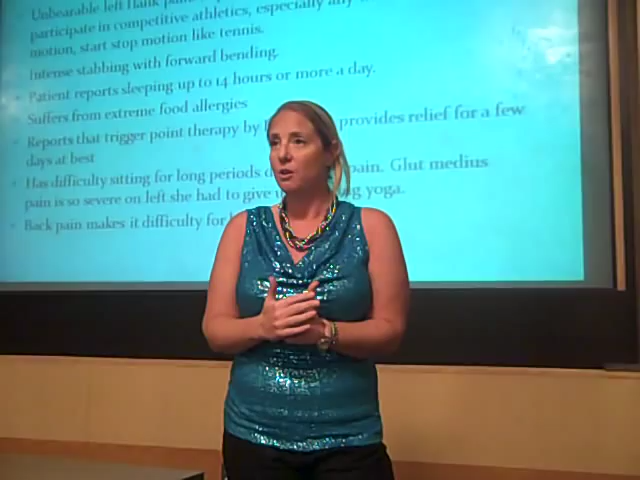 Unbearable left flank pain
participate in competitive athletics, especially any
motion, start stop motion like tennis.
Intense stabbing with forward bending.
Patient reports sleeping up to 14 hours or more a day.
Suffers from extreme food allergies
Reports that trigger point therapy by provides relief for a few
days at best
Has difficulty sitting for long periods pain. Glut medius
pain is so severe on left she had to give yoga.
Back pain makes it difficulty for